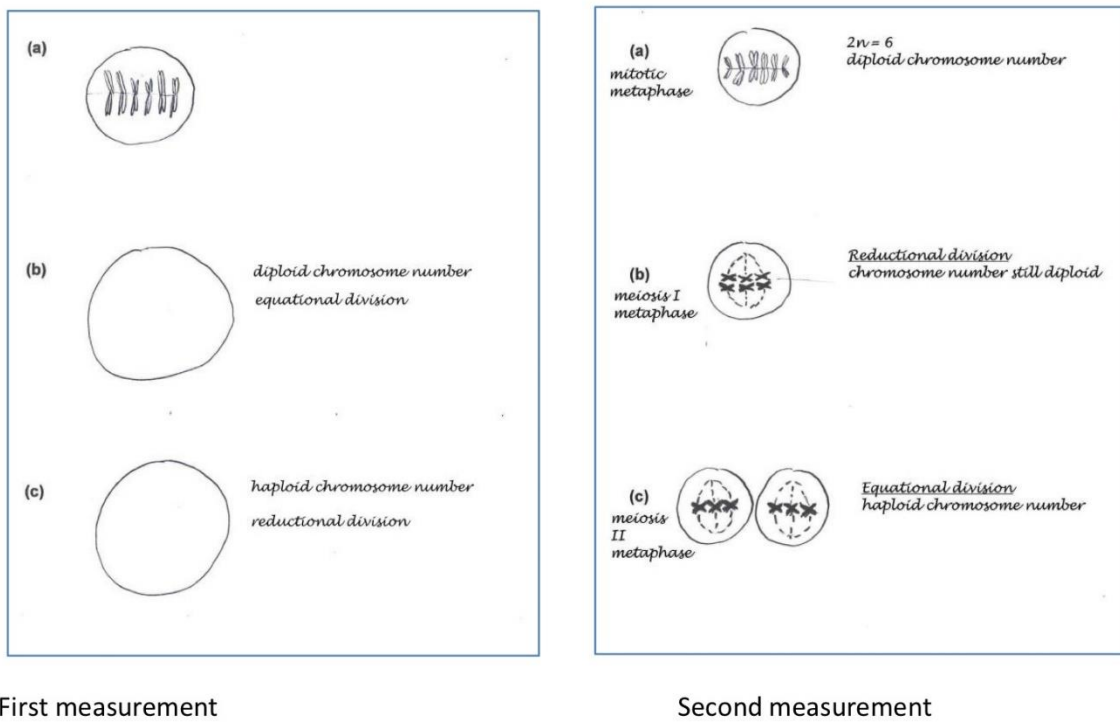 (a)
(b)
diploid chromosome number
equational division
(c)
haploid chromosome number
reductional division
First measurement
(a)
mitotic
metaphase
2n = 6
diploid chromosome number
(b)
meiosis I
metaphase
Reductional division
chromosome number still diploid
(c)
meiosis
II
metaphase
Equational division
haploid chromosome number
Second measurement